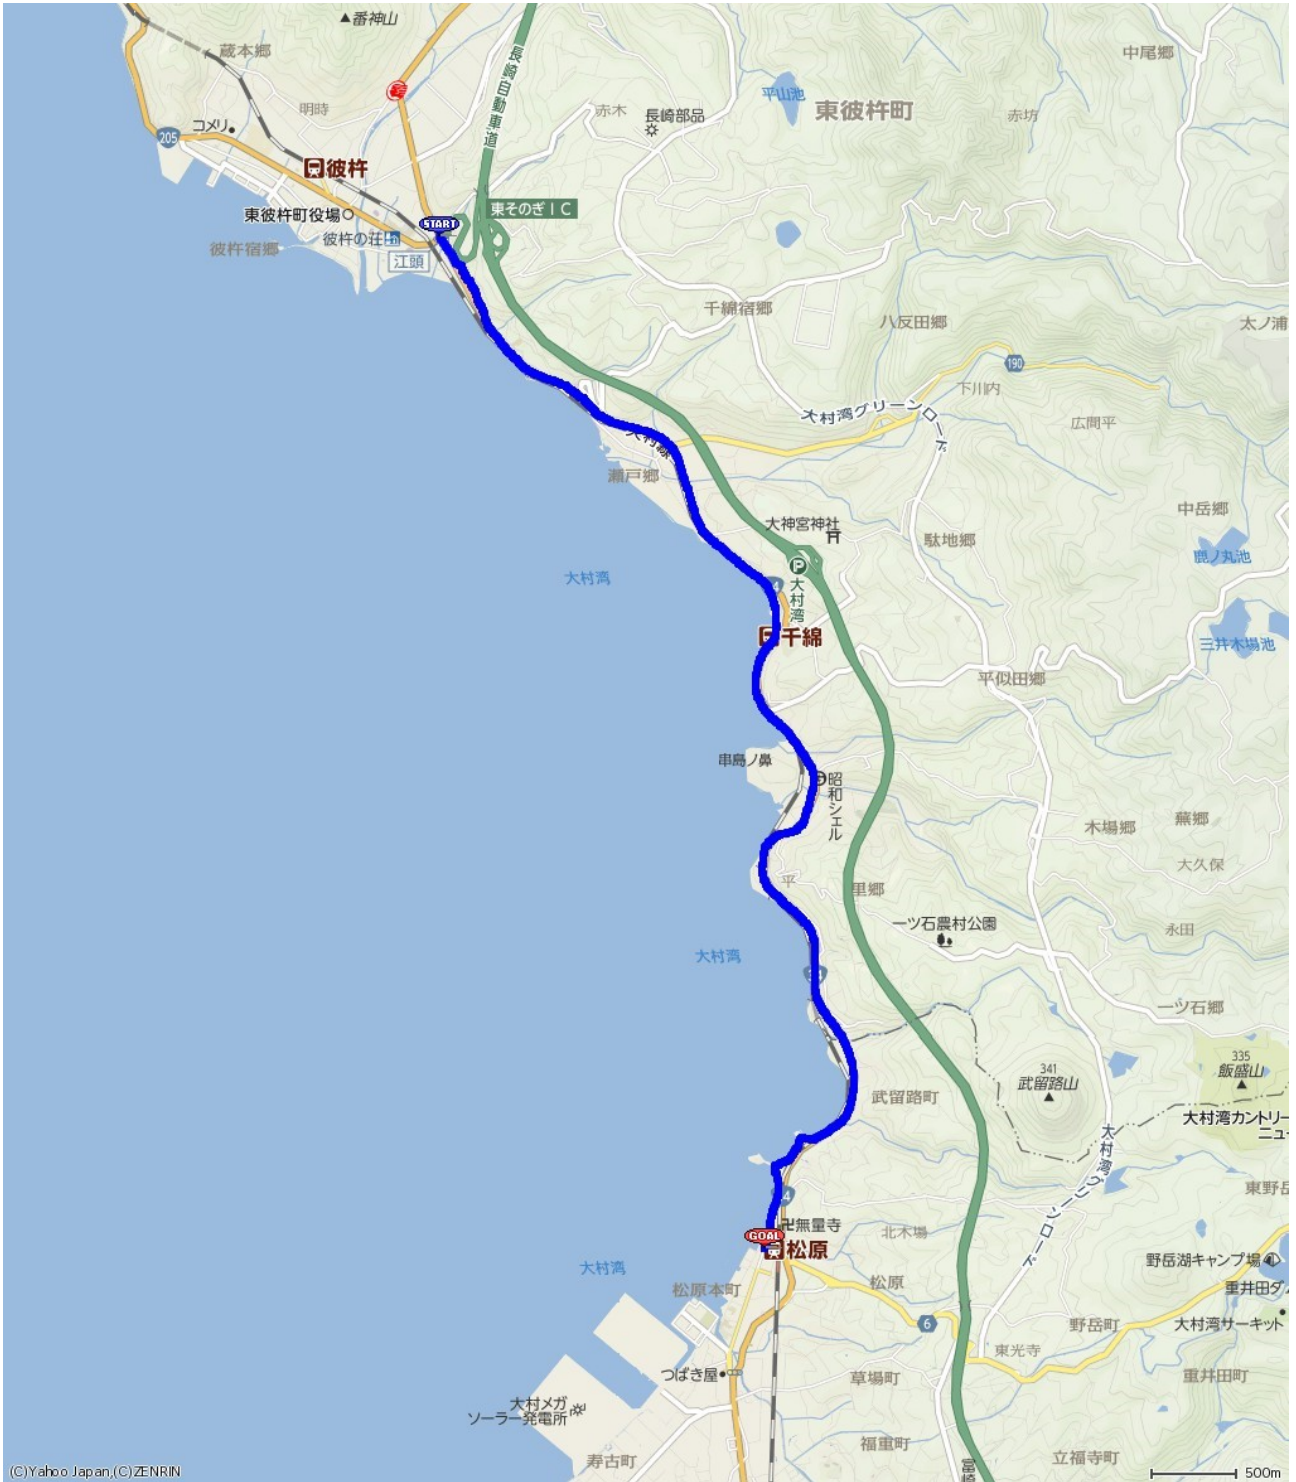 番神山
蔵本郷
中尾郷
明時
赤木
平山池
東彼杵町
赤坊
長崎部品
長崎自動車道
コメリ
205
彼杵
東そのぎIC
東彼杵町役場
START
彼杵の荘
彼杵宿郷
江頭
千綿宿郷
八反田郷
太ノ浦
190
下川内
大村湾グリーンロード
広間平
大村線
瀬戸郷
中岳郷
大神宮神社
駄地郷
鹿ノ丸池
大村湾
P
大村湾
4
千綿
三井木場池
平似田郷
串島ノ鼻
昭和シェル
木場郷
蕪郷
大久保
平
里郷
一ツ石農村公園
永田
大村湾
34
一ツ石郷
335
飯盛山
341
武留路山
武留路町
大村湾カントリー
ニュ
大村湾グリーンロード
東野岳
4
無量寺
GOAL
松原
北木場
野岳湖キャンプ場
大村湾
松原本町
松原
重井田ダ
6
野岳町
大村湾サーキット
東光寺
つばき屋
草場町
重井田町
大村メガ
ソーラー発電所
寿古町
福重町
立福寺町
(C)Yahoo Japan,(C)ZENRIN
500m